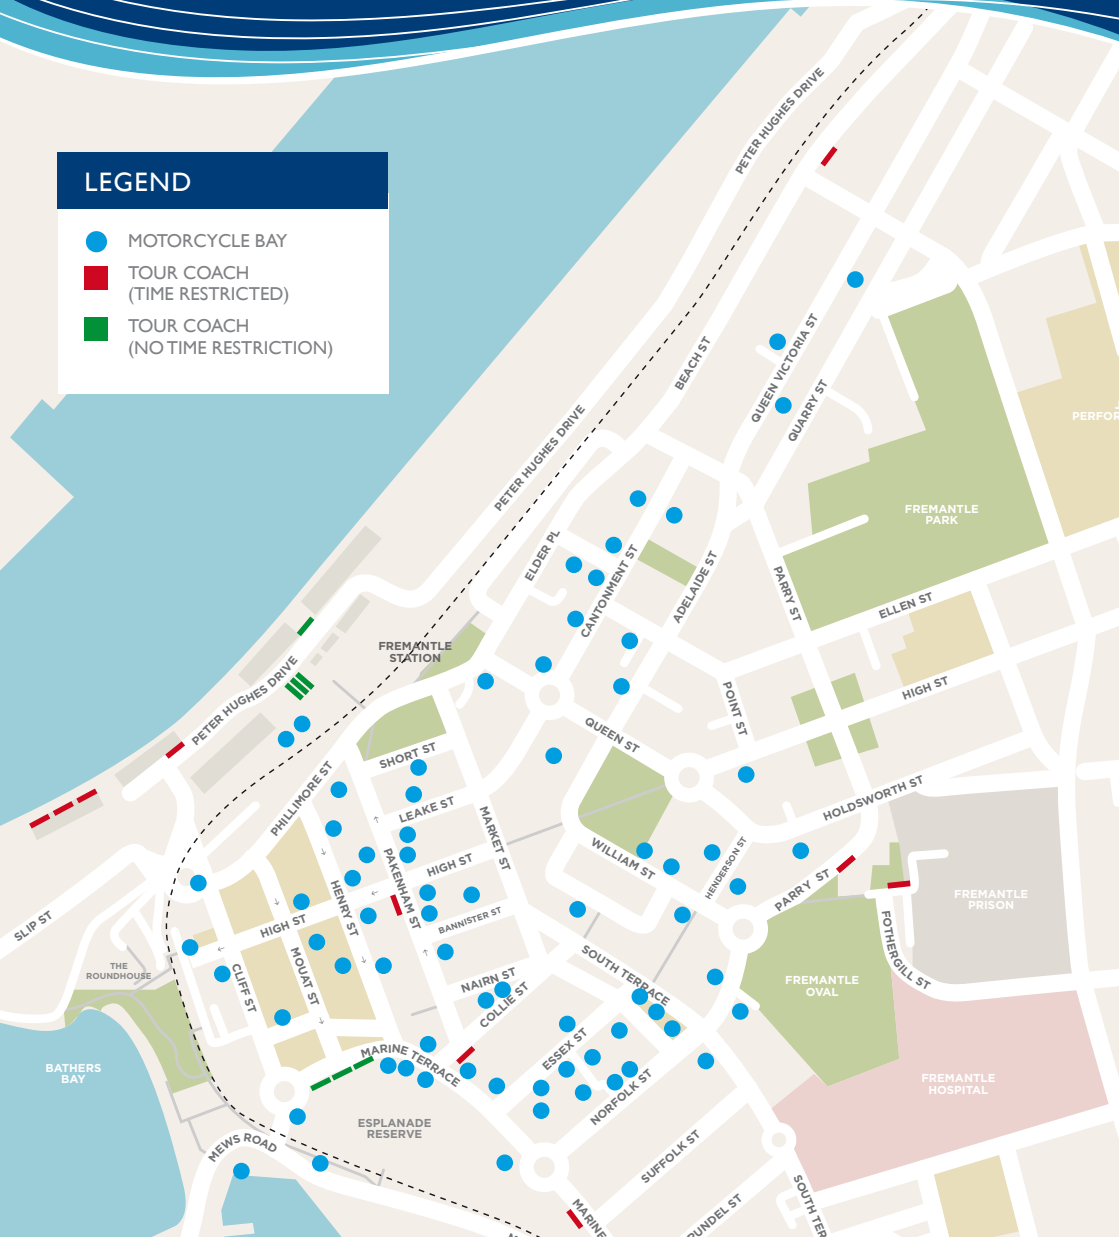 LEGEND
MOTORCYCLE BAY
TOUR COACH
(TIME RESTRICTED)
TOUR COACH
(NO TIME RESTRICTION)
PETER HUGHES DRIVE
BEACH ST
QUEEN VICTORIA ST
QUARRY ST
PERFOR
PETER HUGHES DRIVE
FREMANTLE
PARK
ELDER PL
CANTONMENT ST
ADELAIDE ST
PARRY ST
ELLEN ST
FREMANTLE
STATION
PETER HUGHES DRIVE
POINT ST
HIGH ST
QUEEN ST
SHORT ST
PHILLIMORE ST
LEAKE ST
MARKET ST
HOLDSWORTH ST
HIGH ST
WILLIAM ST
HENDERSON ST
PARRY ST
PAKENHAM ST
HENRY ST
BANNISTER ST
FREMANTLE
PRISON
SLIP ST
HIGH ST
THE
ROUNDHOUSE
CLIFF ST
MOUAT ST
NAIRN ST
COLLIE ST
SOUTH TERRACE
FREMANTLE
OVAL
FOTHERGILL ST
BATHERS
BAY
MARINE TERRACE
ESSEX ST
NORFOLK ST
FREMANTLE
HOSPITAL
ESPLANADE
RESERVE
MEWS ROAD
SUFFOLK ST
SOUTH TER
RUNDEL ST
MARINE